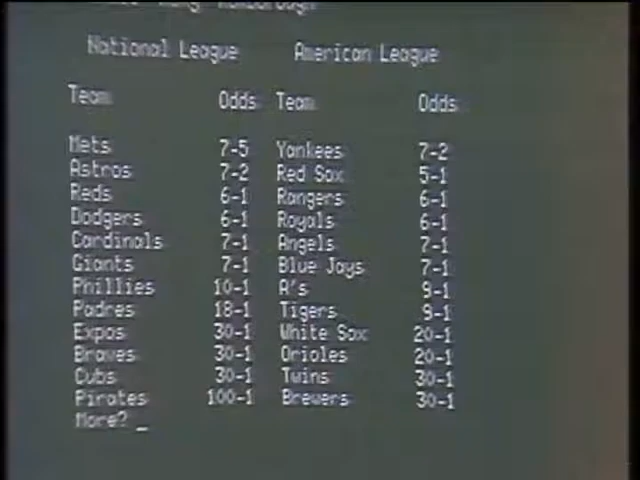 National League American League
Team Odds Team Odds
Mets 7-5 Yankees 7-2
Astros 7-2 Red Sox 5-1
Reds 6-1 Rangers 6-1
Dodgers 6-1 Royals 6-1
Cardinals 7-1 Angels 7-1
Giants 7-1 Blue Jays 7-1
Phillies 10-1 A's 9-1
Padres 18-1 Tigers 9-1
Expos 30-1 White Sox 20-1
Braves 30-1 Orioles 20-1
Cubs 30-1 Twins 30-1
Pirates 100-1 Brewers 30-1
More? _